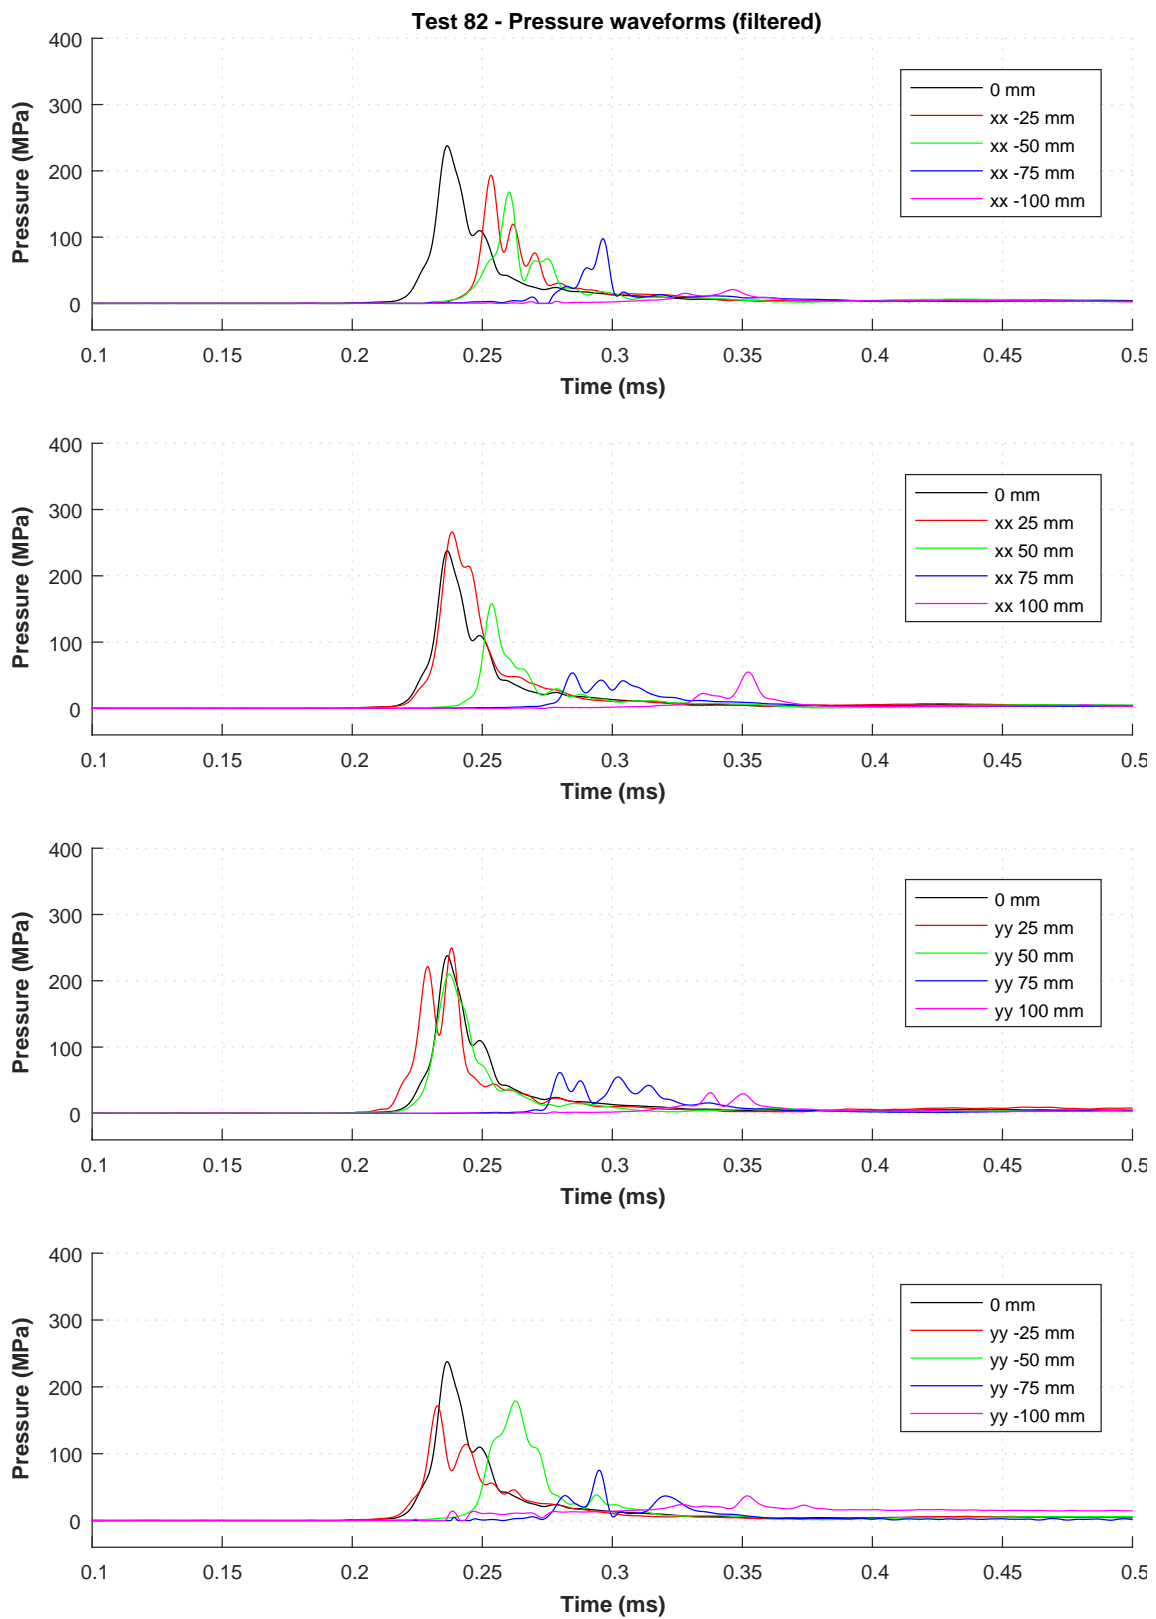 Test 82 - Pressure waveforms (filtered)
400
300
200
100
0
Pressure (MPa)
0 mm
xx -25 mm
xx -50 mm
xx -75 mm
xx -100 mm
0.1 0.15 0.2 0.25 0.3 0.35 0.4 0.45 0.5
Time (ms)
400
300
200
100
0
Pressure (MPa)
0 mm
xx 25 mm
xx 50 mm
xx 75 mm
xx 100 mm
0.1 0.15 0.2 0.25 0.3 0.35 0.4 0.45 0.5
Time (ms)
400
300
200
100
0
Pressure (MPa)
0 mm
yy 25 mm
yy 50 mm
yy 75 mm
yy 100 mm
0.1 0.15 0.2 0.25 0.3 0.35 0.4 0.45 0.5
Time (ms)
400
300
200
100
0
Pressure (MPa)
0 mm
yy -25 mm
yy -50 mm
yy -75 mm
yy -100 mm
0.1 0.15 0.2 0.25 0.3 0.35 0.4 0.45 0.5
Time (ms)